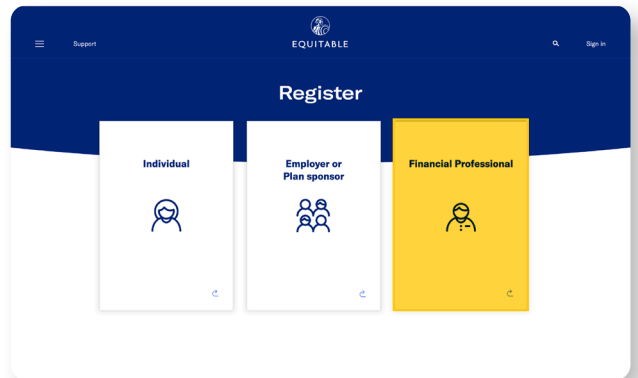 Support
EQUITABLE
Sign in
Register
Individual
Employer or
Plan sponsor
Financial Professional